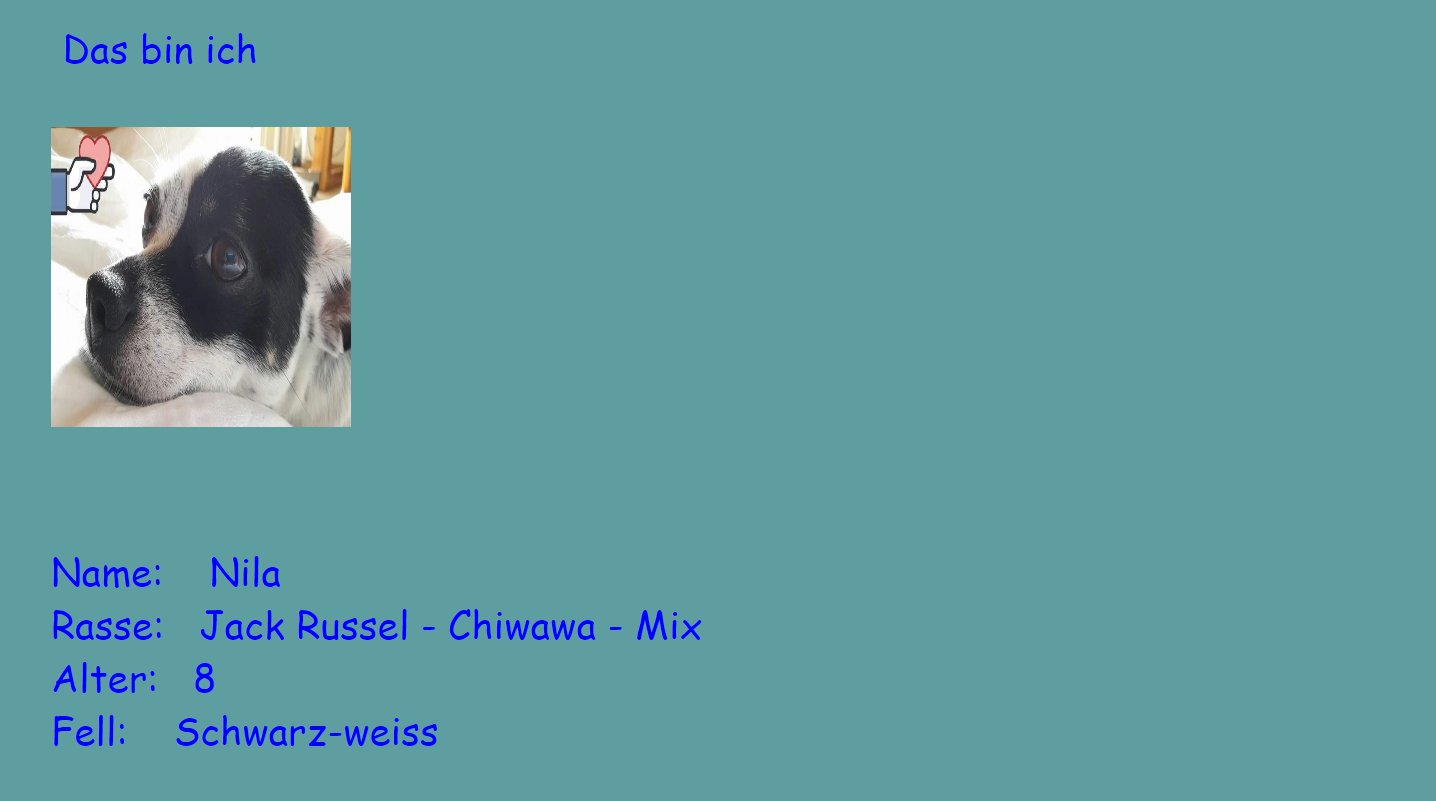 Das bin ich
Name: Nila
Rasse: Jack Russel - Chiwawa - Mix
Alter: 8
Fell: Schwarz-weiss